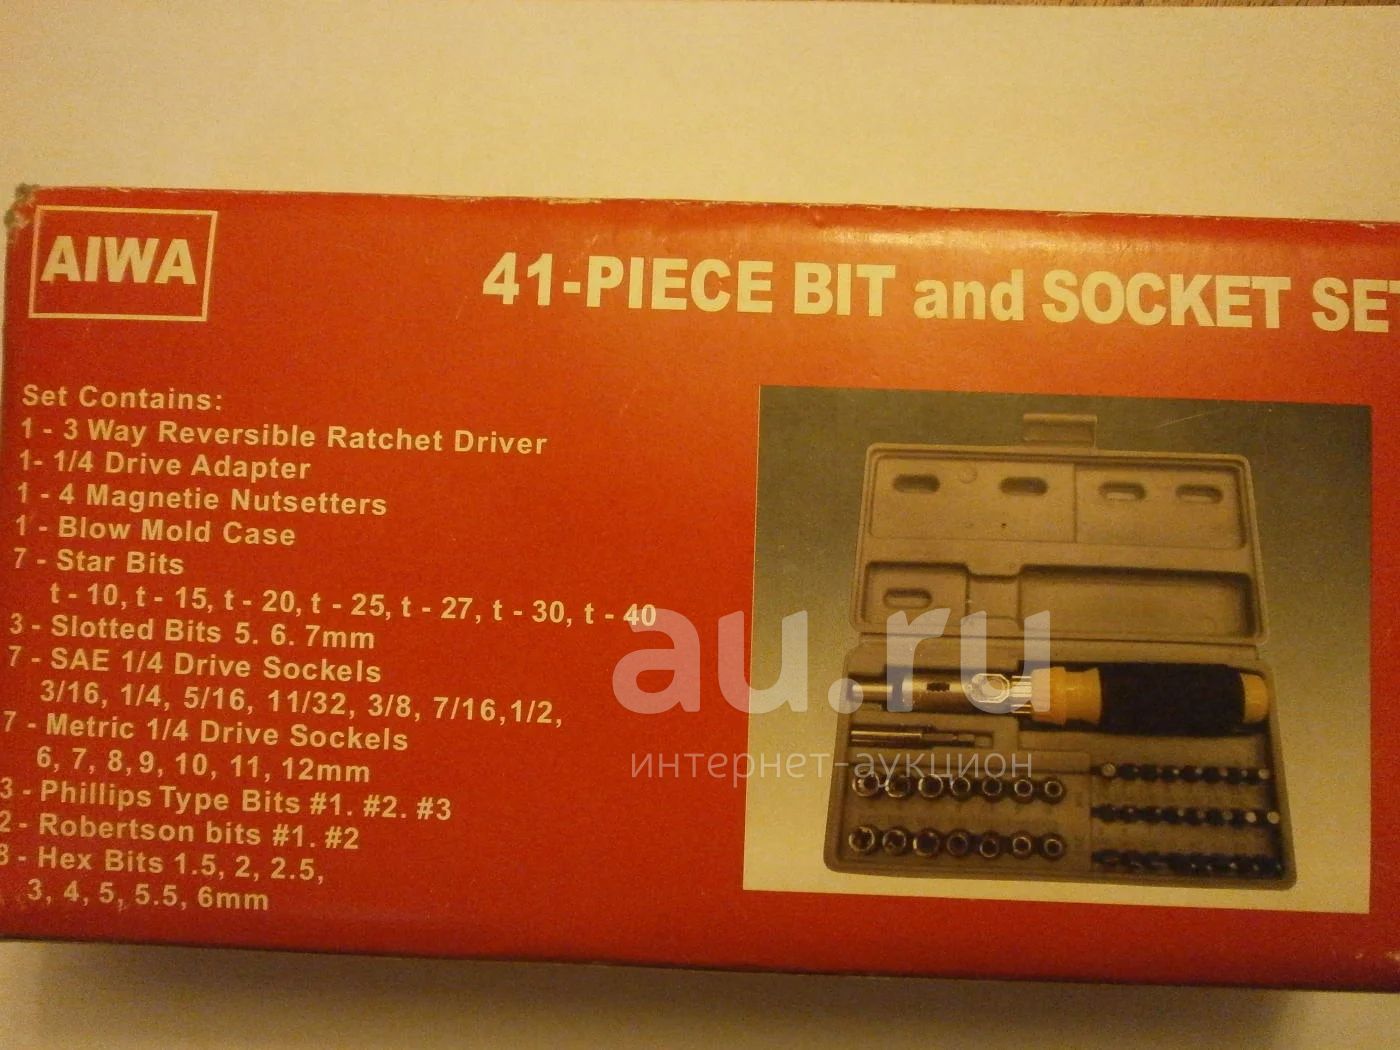 AIWA
41-PIECE BIT and SOCKET SET
Set Contains:
1 - 3 Way Reversible Ratchet Driver
1- 1/4 Drive Adapter
1 - 4 Magnetie Nutsetters
1 - Blow Mold Case
7 - Star Bits
t - 10, t - 15, t - 20, t - 25, t - 27, t - 30, t - 40
3 - Slotted Bits 5. 6. 7mm
7 - SAE 1/4 Drive Sockels
3/16, 1/4, 5/16, 11/32, 3/8, 7/16,1/2,
7 - Metric 1/4 Drive Sockels
6, 7, 8,9, 10, 11, 12mm
3 - Phillips Type Bits #1. #2. #3
2 - Robertson bits #1. #2
8 - Hex Bits 1.5, 2, 2.5,
3, 4, 5, 5.5, 6mm
au.ru
интернет-аукцион